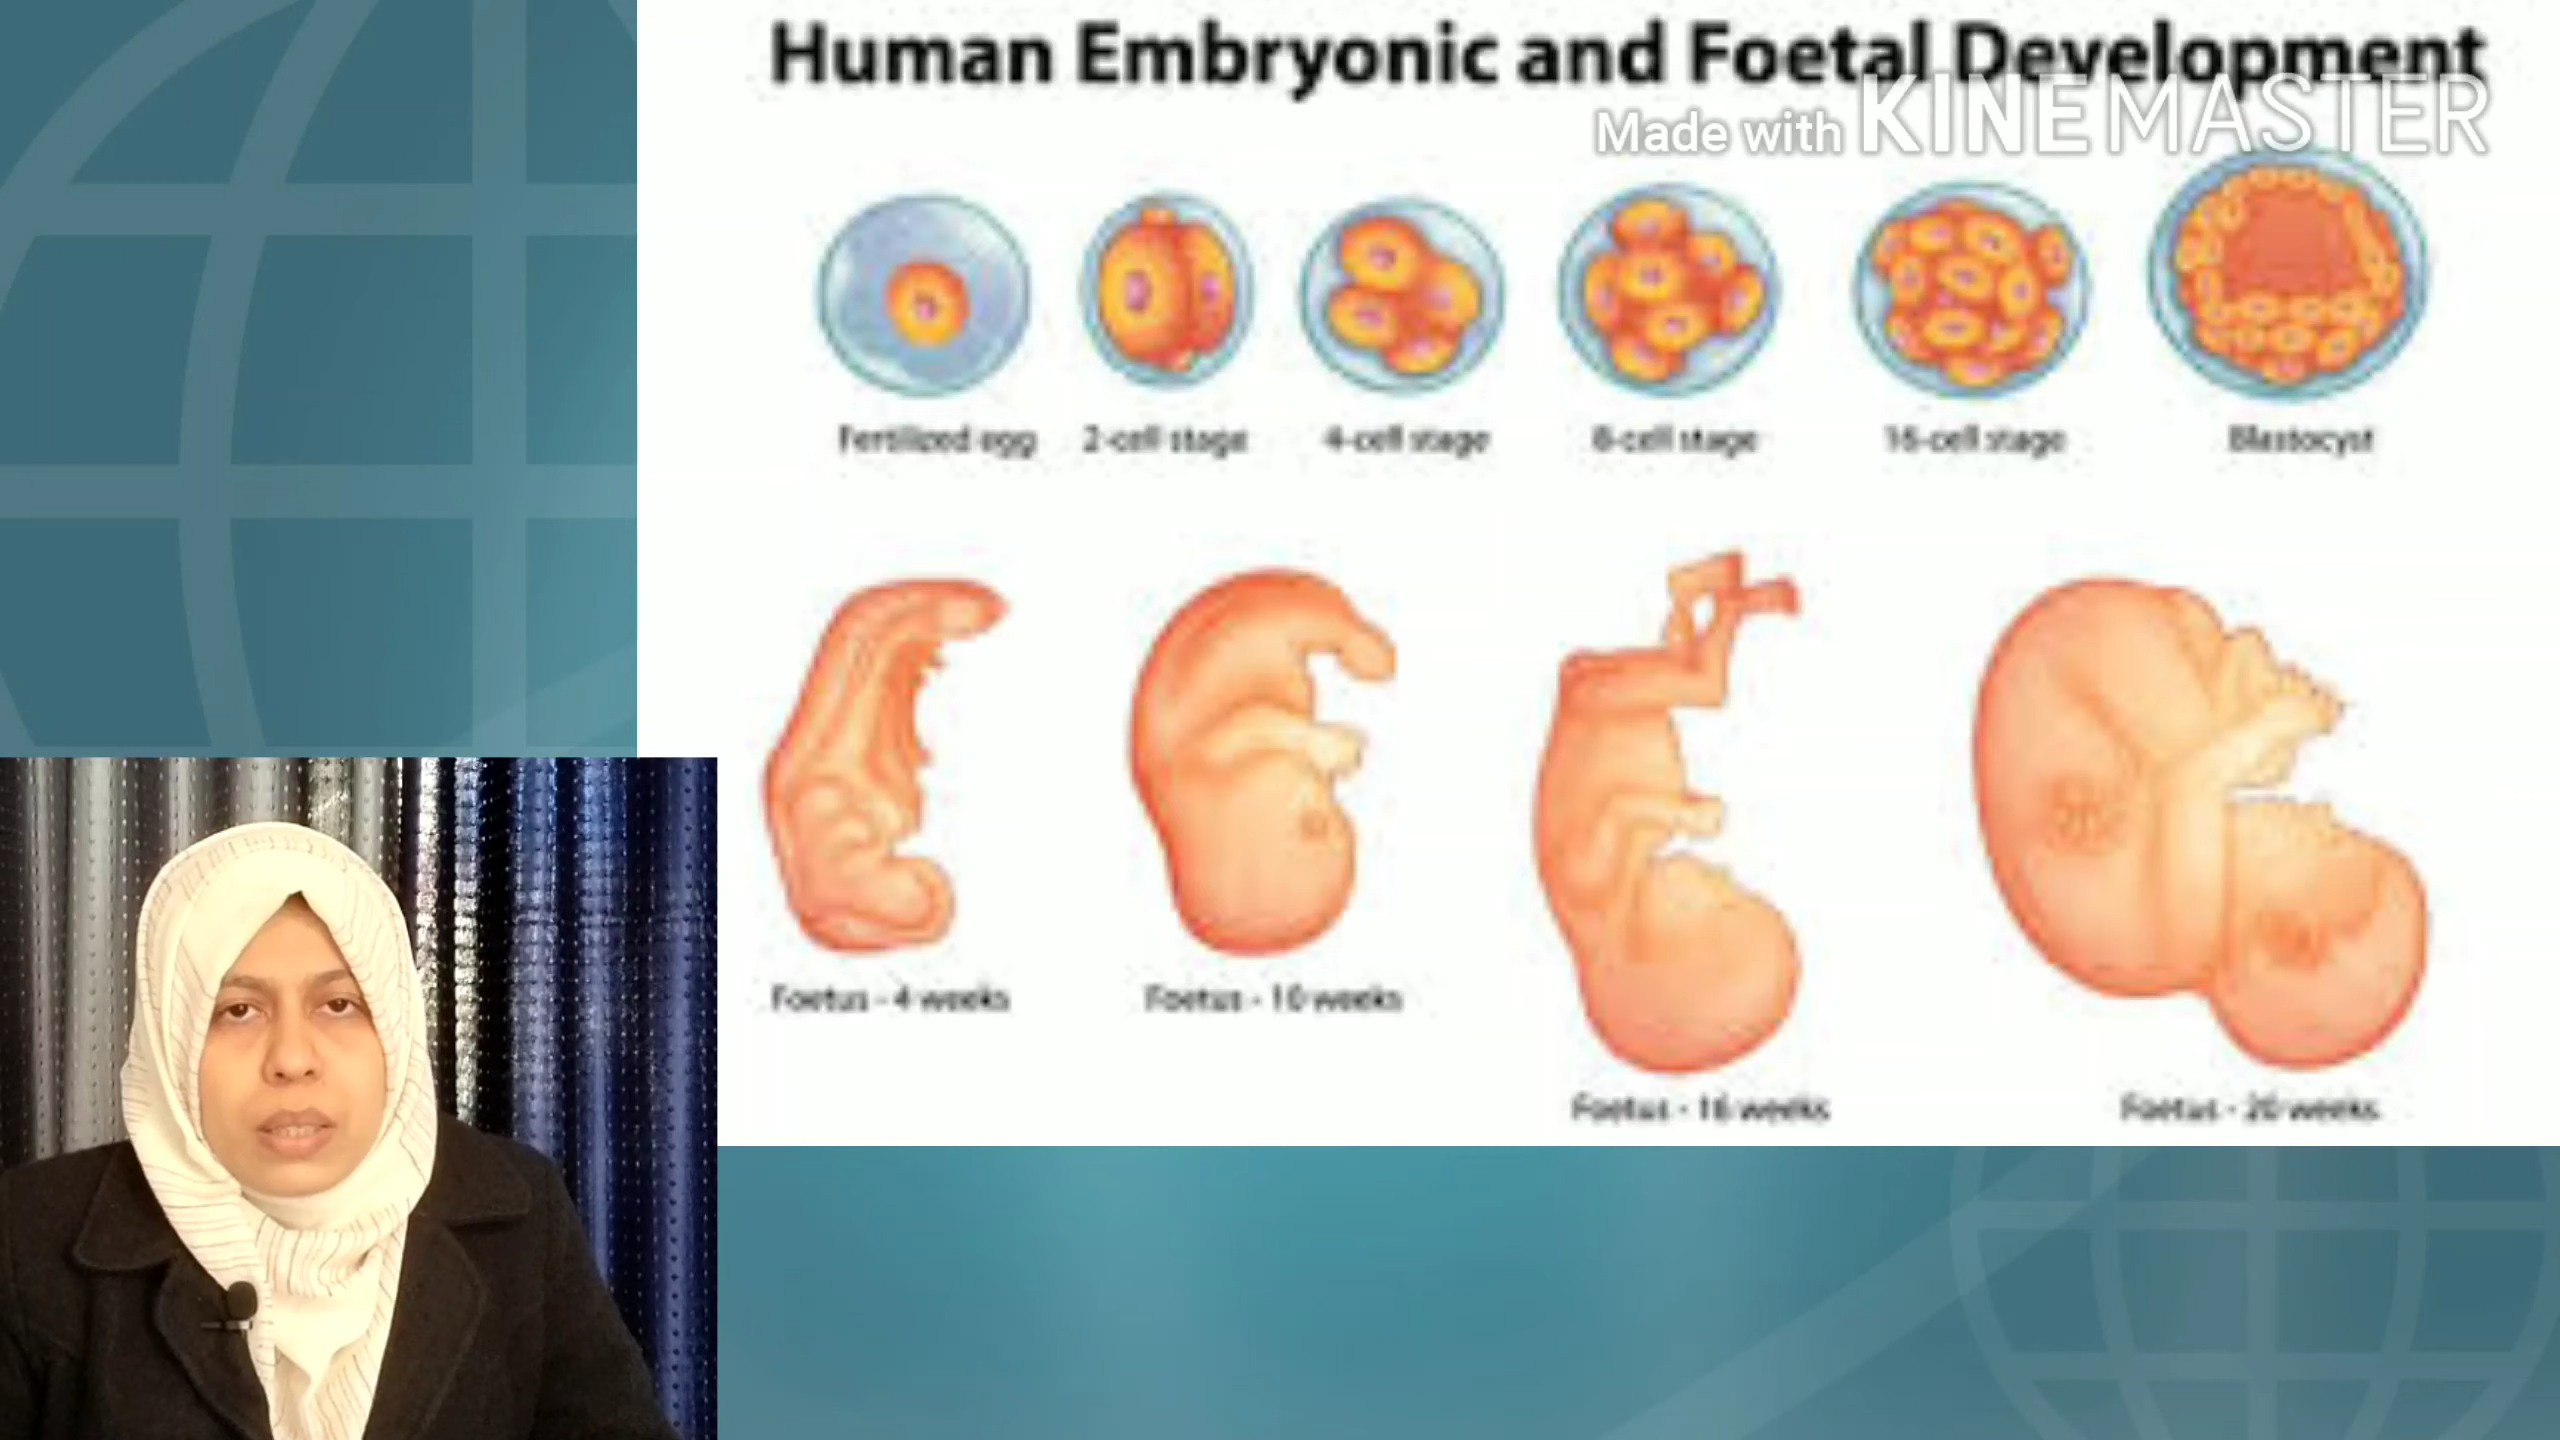 Human Embryonic and Foetal Development
Made with KINEMASTER
Fertilized egg
2-cell stage
4-cell stage
8-cell stage
16-cell stage
Blastocyst
Foetus - 4 weeks
Foetus - 10 weeks
Foetus - 16 weeks
Foetus - 20 weeks